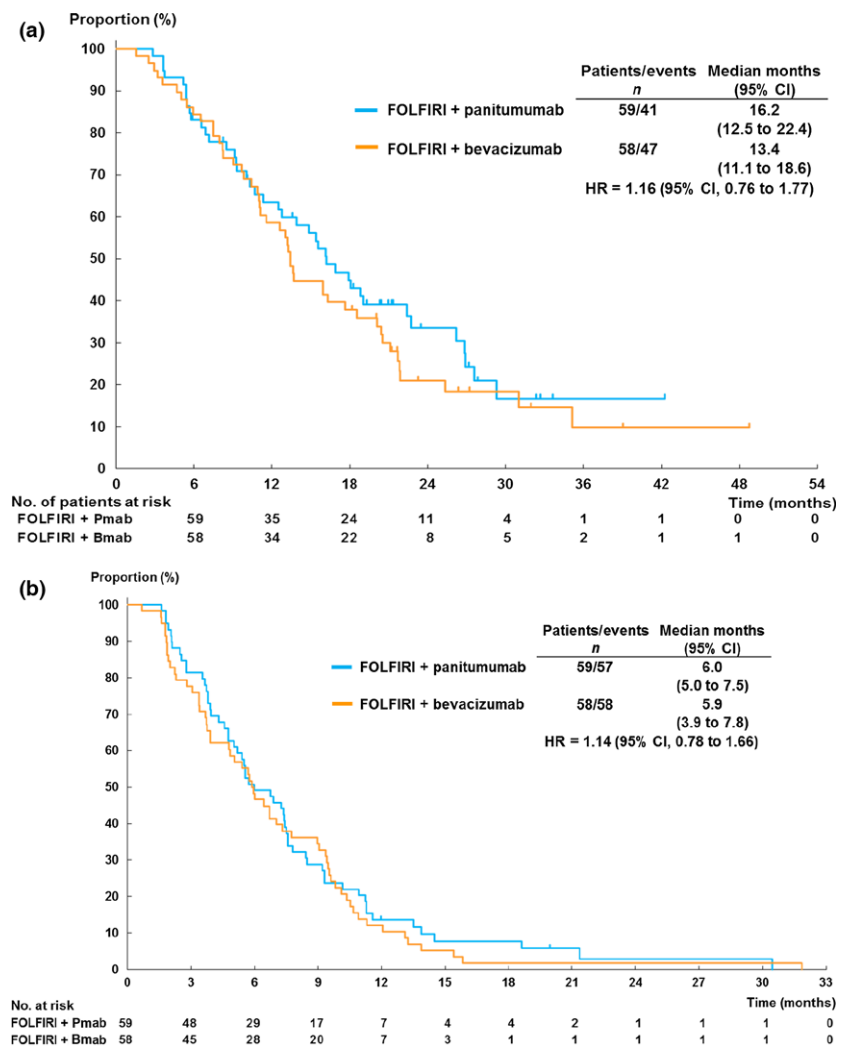 (a)
Proportion (%)
Patients/events Median months
n (95% CI)
FOLFIRI + panitumumab 59/41 16.2
(12.5 to 22.4)
FOLFIRI + bevacizumab 58/47 13.4
(11.1 to 18.6)
HR = 1.16 (95% CI, 0.76 to 1.77)
100
90
80
70
60
50
40
30
20
10
0
0 6 12 18 24 30 36 42 48 54
No. of patients at risk Time (months)
FOLFIRI + Pmab 59 35 24 11 4 1 1 0 0
FOLFIRI + Bmab 58 34 22 8 5 2 1 1 0
(b)
Proportion (%)
Patients/events Median months
n (95% CI)
FOLFIRI + panitumumab 59/57 6.0
(5.0 to 7.5)
FOLFIRI + bevacizumab 58/58 5.9
(3.9 to 7.8)
HR = 1.14 (95% CI, 0.78 to 1.66)
100
90
80
70
60
50
40
30
20
10
0
0 3 6 9 12 15 18 21 24 27 30 33
No. at risk Time (months)
FOLFIRI + Pmab 59 48 29 17 7 4 4 2 1 1 1 0
FOLFIRI + Bmab 58 45 28 20 7 3 1 1 1 1 1 0